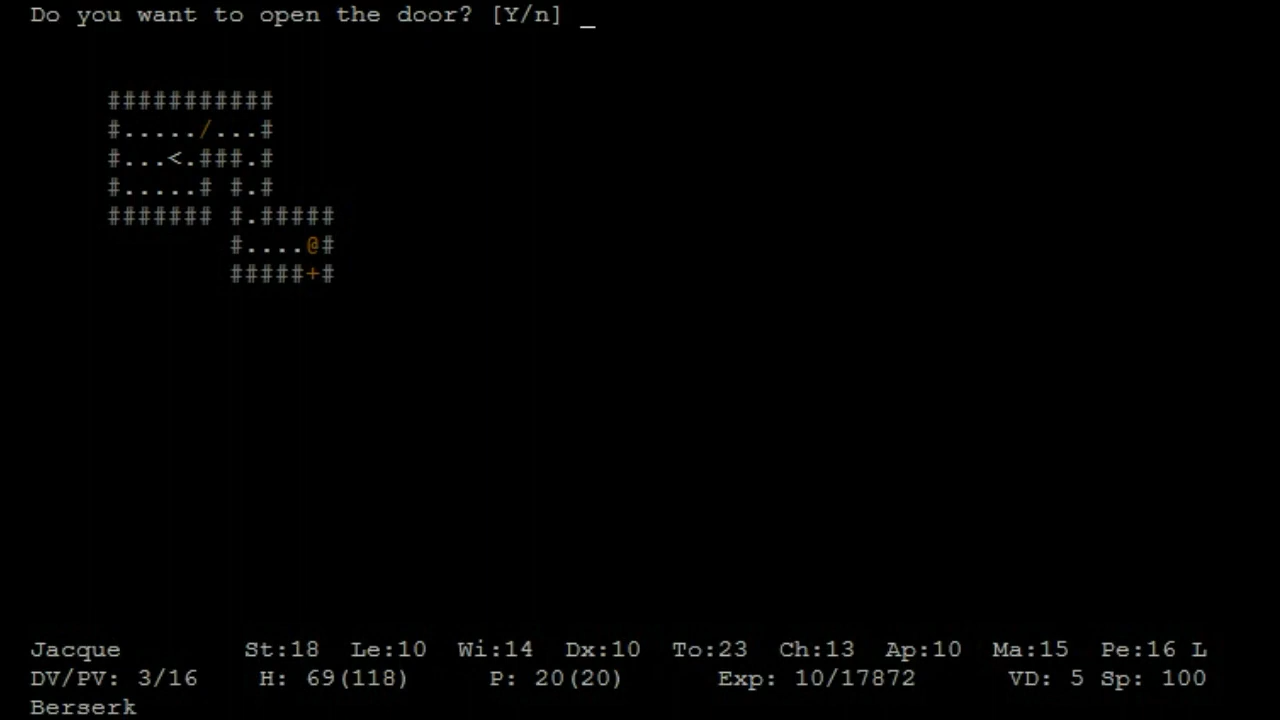 Do you want to open the door? [Y/n] _
###########
#...../...#
#...<.###.#
#.....# #.#
####### #.#####
#....@#
#####+#
Jacque St:18 Le:10 Wi:14 Dx:10 To:23 Ch:13 Ap:10 Ma:15 Pe:16 L
DV/PV: 3/16 H: 69(118) P: 20(20) Exp: 10/17872 VD: 5 Sp: 100
Berserk